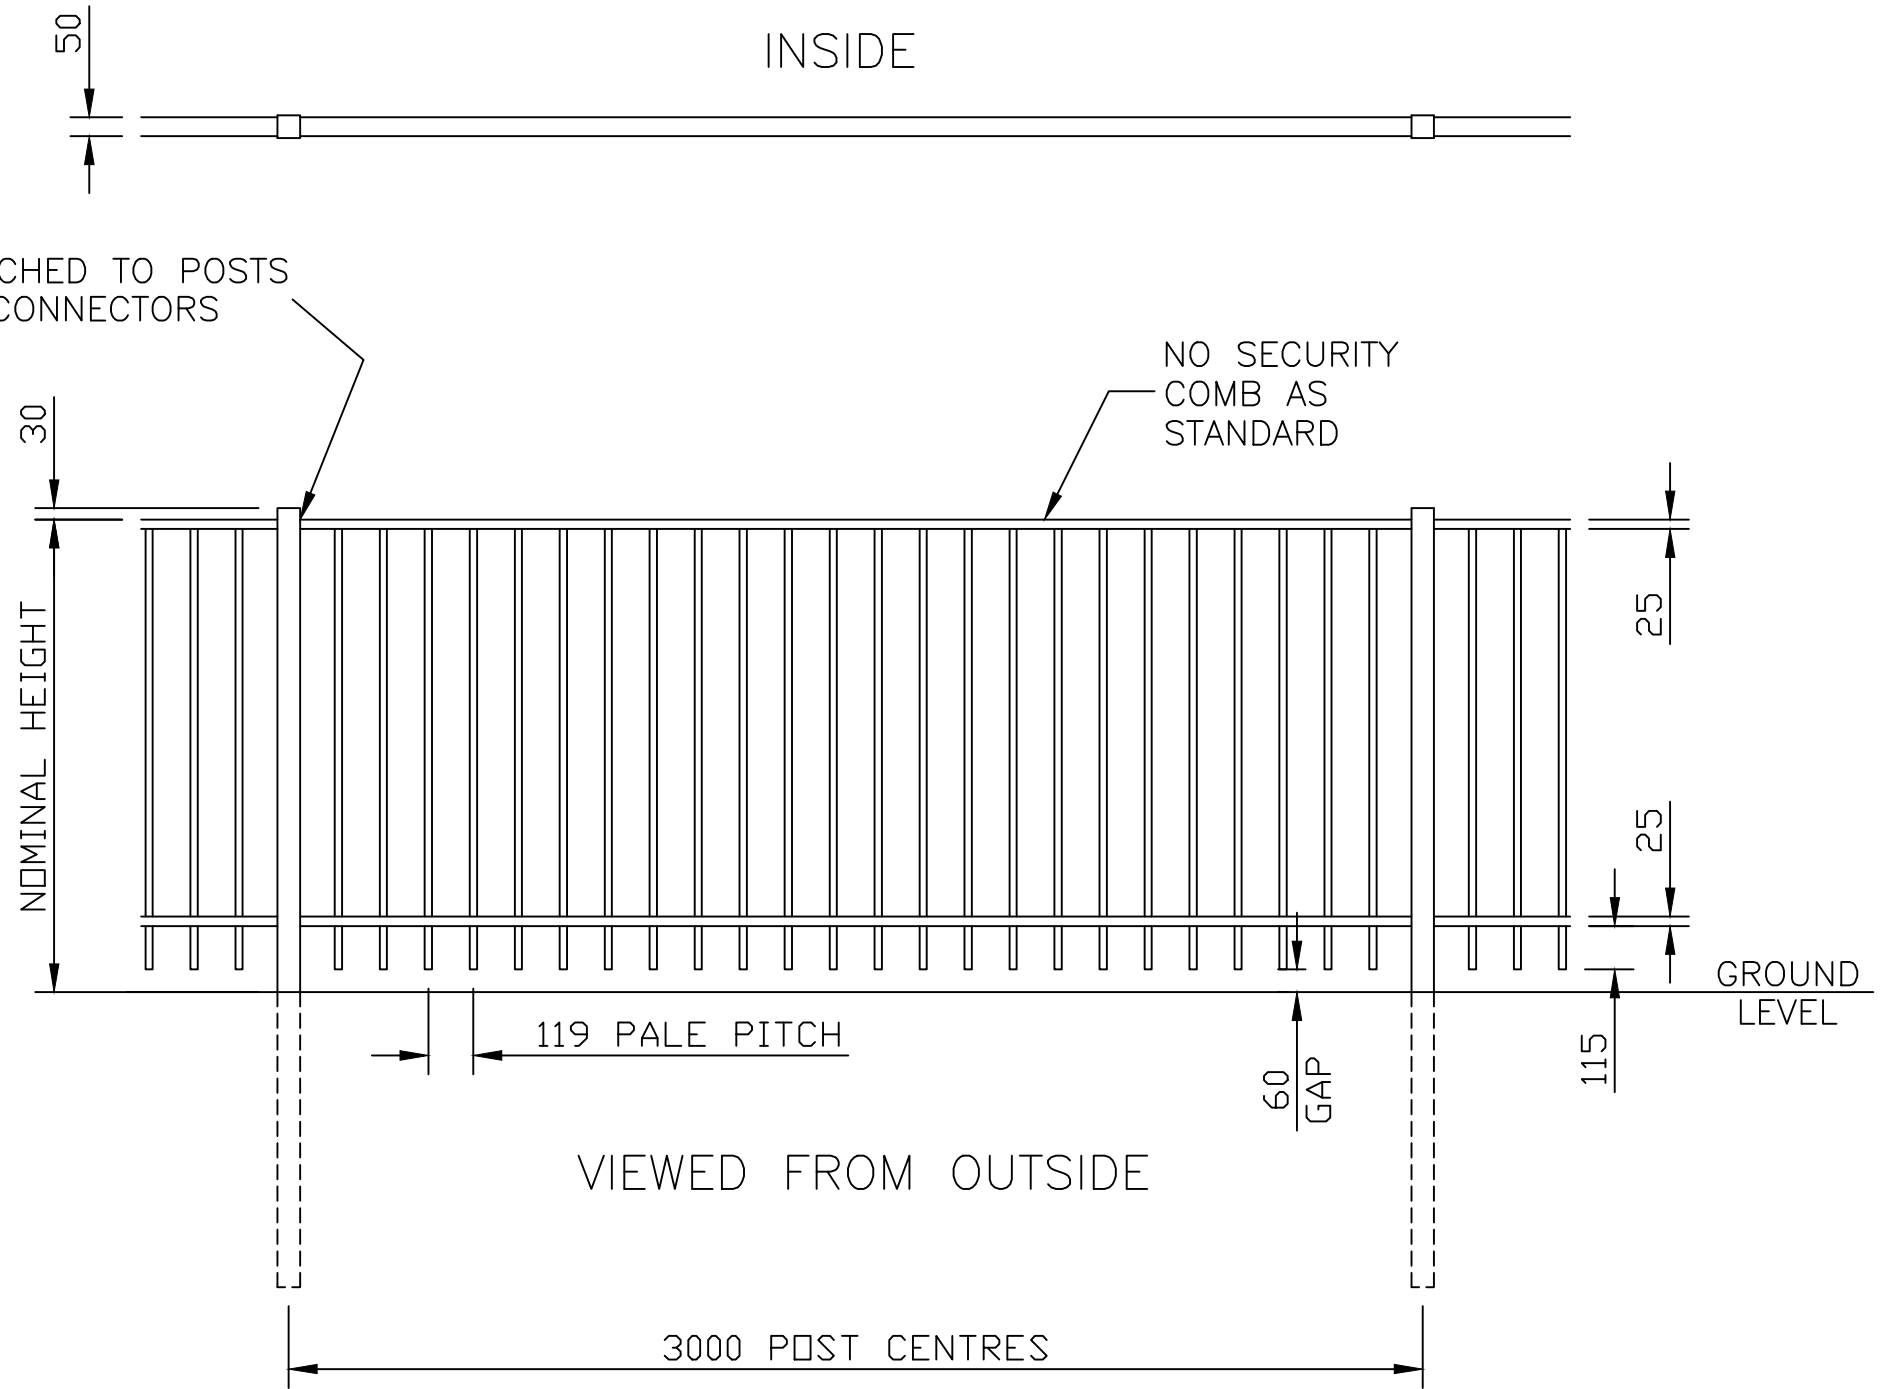 50
INSIDE
CHED TO POSTS
CONNECTORS
NO SECURITY
COMB AS
STANDARD
30
NOMINAL HEIGHT
25
25
GROUND
LEVEL
119 PALE PITCH
60
GAP
115
VIEWED FROM OUTSIDE
3000 POST CENTRES